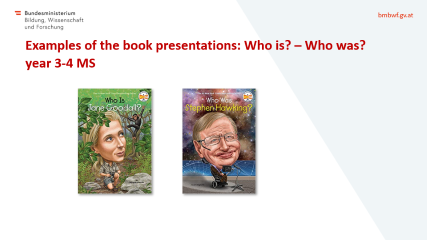 Bundesministerium
Bildung, Wissenschaft
und Forschung
bmbwf.gv.at
Examples of the book presentations: Who is? – Who was?
year 3-4 MS
Who Is
Jane Goodall?
Who Was
Stephen Hawking?